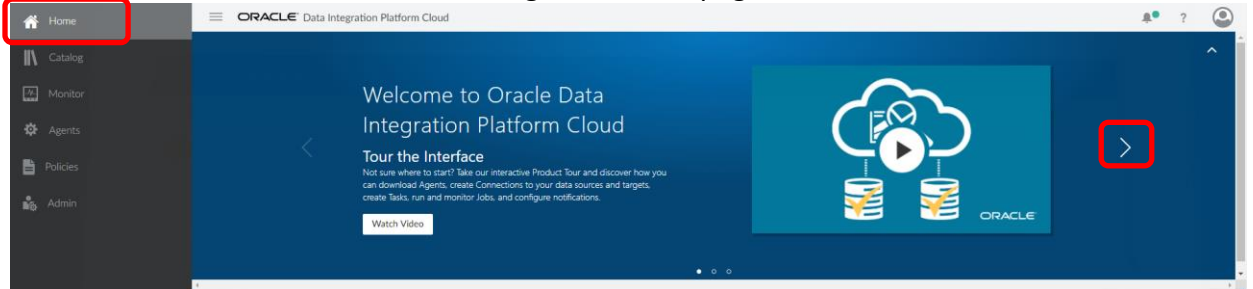 Home
ORACLE Data Integration Platform Cloud
?
Catalog
Monitor
Agents
Policies
Admin
Welcome to Oracle Data
Integration Platform Cloud
Tour the Interface
Not sure where to start? Take our interactive Product Tour and discover how you
can download Agents, create Connections to your data sources and targets,
create Tasks, run and monitor Jobs, and configure notifications.
Watch Video
ORACLE